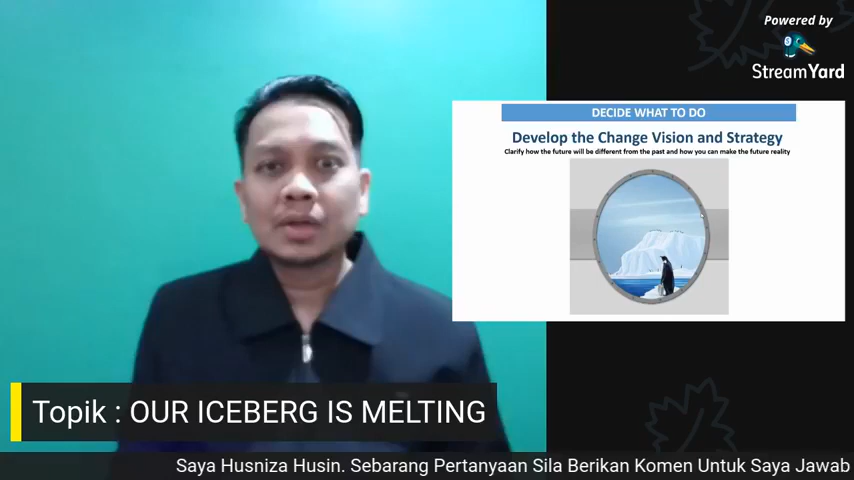 Powered by
StreamYard
DECIDE WHAT TO DO
Develop the Change Vision and Strategy
Clarify how the future will be different from the past and how you can make the future reality
Topik : OUR ICEBERG IS MELTING
Saya Husniza Husin. Sebarang Pertanyaan Sila Berikan Komen Untuk Saya Jawab